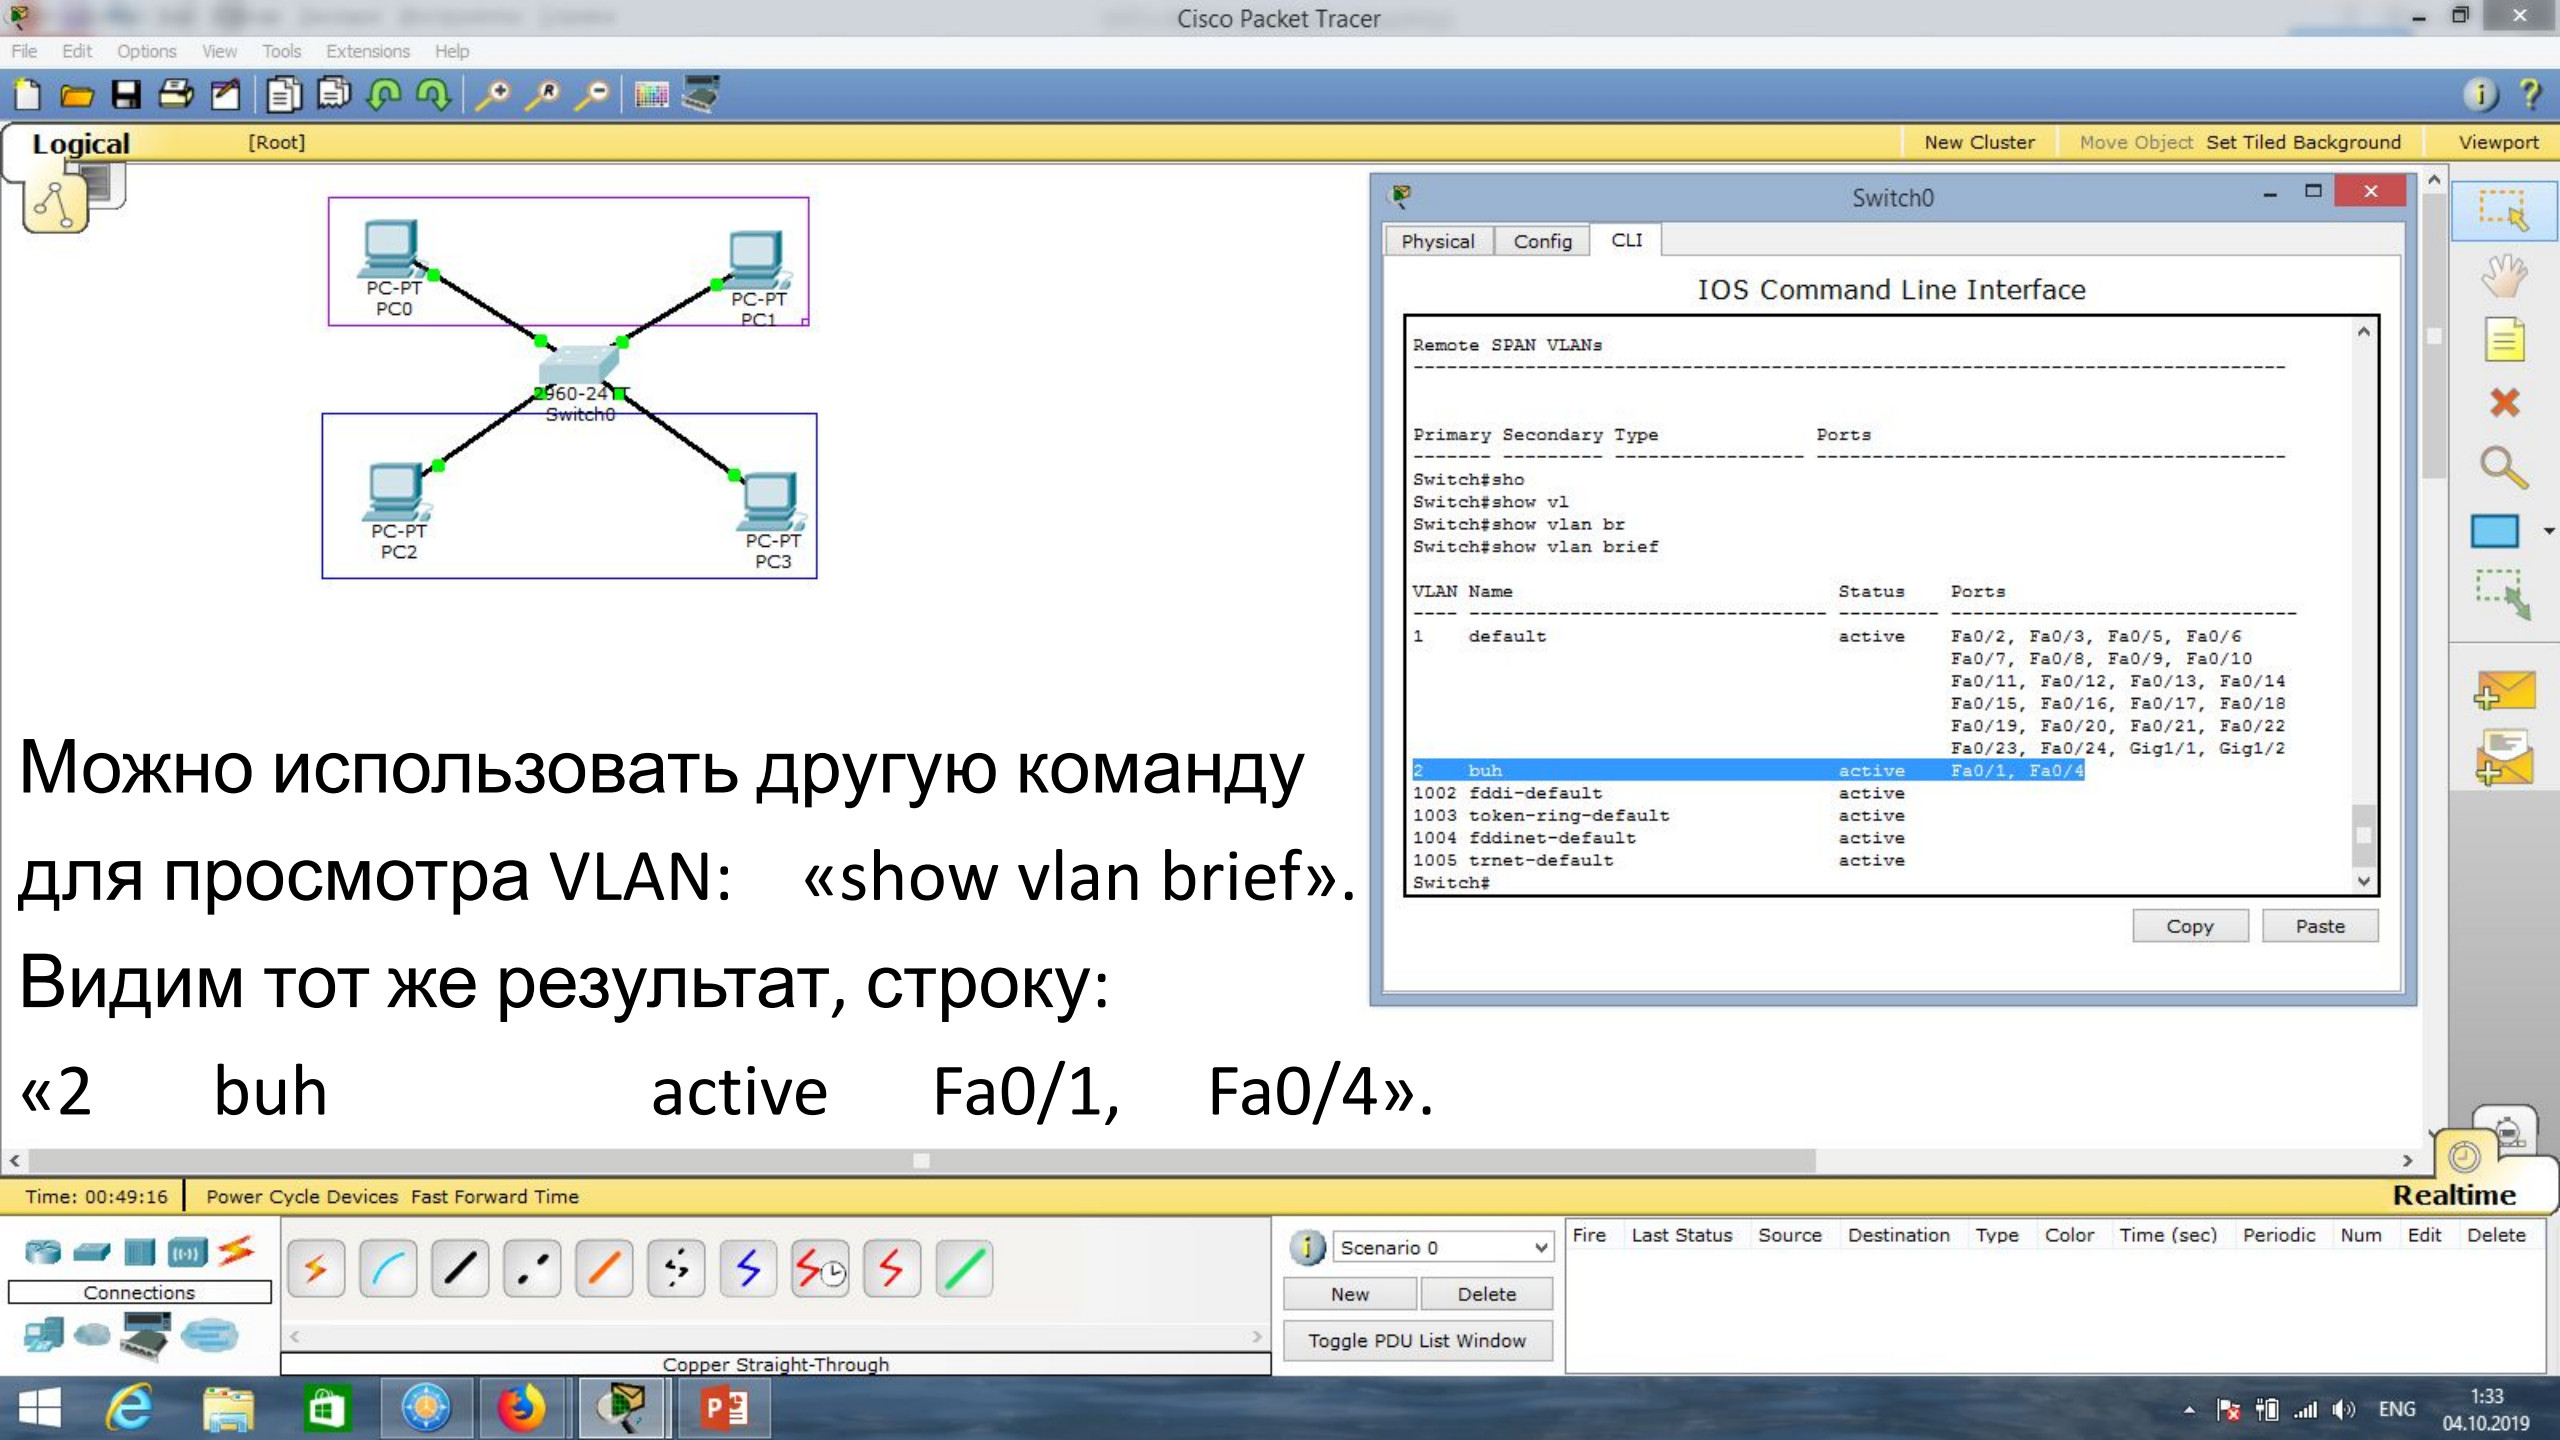 Cisco Packet Tracer
File Edit Options View Tools Extensions Help
Logical [Root] New Cluster Move Object Set Tiled Background Viewport
PC-PT
PC0
PC-PT
PC1
2960-24TT
Switch0
PC-PT
PC2
PC-PT
PC3
Switch0
Physical Config CLI
IOS Command Line Interface
Remote SPAN VLANs
------------------------------------------------------------------------------
Primary Secondary Type Ports
------- --------- ----------------- ------------------------------------------
Switch#sho
Switch#show vl
Switch#show vlan br
Switch#show vlan brief
VLAN Name Status Ports
---- -------------------------------- --------- -------------------------------
1 default active Fa0/2, Fa0/3, Fa0/5, Fa0/6
Fa0/7, Fa0/8, Fa0/9, Fa0/10
Fa0/11, Fa0/12, Fa0/13, Fa0/14
Fa0/15, Fa0/16, Fa0/17, Fa0/18
Fa0/19, Fa0/20, Fa0/21, Fa0/22
Fa0/23, Fa0/24, Gig1/1, Gig1/2
2 buh active Fa0/1, Fa0/4
1002 fddi-default active
1003 token-ring-default active
1004 fddinet-default active
1005 trnet-default active
Switch#
Copy Paste
Можно использовать другую команду
для просмотра VLAN: «show vlan brief».
Видим тот же результат, строку:
«2 buh active Fa0/1, Fa0/4».
Time: 00:49:16 Power Cycle Devices Fast Forward Time Realtime
Connections
Copper Straight-Through
Scenario 0
New Delete
Toggle PDU List Window
Fire Last Status Source Destination Type Color Time (sec) Periodic Num Edit Delete
ENG
1:33
04.10.2019